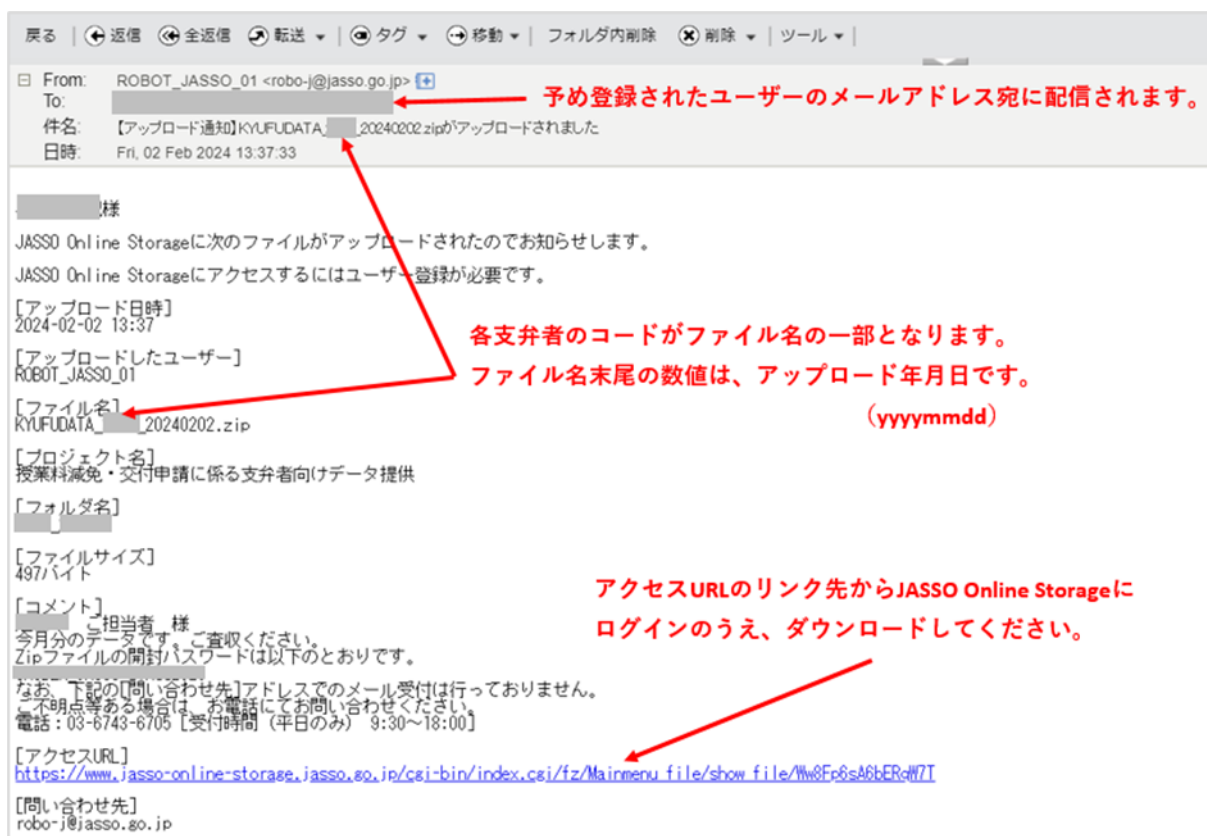 戻る 返信 全返信 転送 タグ 移動 フォルダ内削除 削除 ツール
From: ROBOT_JASSO_01 <robo-j@jasso.go.jp>
To:
予め登録されたユーザーのメールアドレス宛に配信されます。
件名: 【アップロード通知】KYUFUDATA_ _20240202.zipがアップロードされました
日時: Fri, 02 Feb 2024 13:37:33
様
JASSO Online Storageに次のファイルがアップロードされたのでお知らせします。
JASSO Online Storageにアクセスするにはユーザー登録が必要です。
[アップロード日時]
2024-02-02 13:37
各支弁者のコードがファイル名の一部となります。
[アップロードしたユーザー]
ROBOT_JASSO_01
ファイル名末尾の数値は、アップロード年月日です。
(yyyymmdd)
[ファイル名]
KYUFUDATA_ _20240202.zip
[プロジェクト名]
授業料減免・交付申請に係る支弁者向けデータ提供
[フォルダ名]
_
[ファイルサイズ]
497バイト
アクセスURLのリンク先からJASSO Online Storageに
ログインのうえ、ダウンロードしてください。
[コメント]
ご担当者 様
今月分のデータです。ご査収ください。
Zipファイルの開封パスワードは以下のとおりです。
なお、下記の[問い合わせ先]アドレスでのメール受付は行っておりません。
ご不明点等ある場合は、お電話にてお問い合わせください。
電話：03-6743-6705 [受付時間（平日のみ） 9:30～18:00]
[アクセスURL]
https://www.jasso-online-storage.jasso.go.jp/cgi-bin/index.cgi/fz/Mainmenu_file/show_file/Ww8Fp6sA6bERqW7T
[問い合わせ先]
robo-j@jasso.go.jp